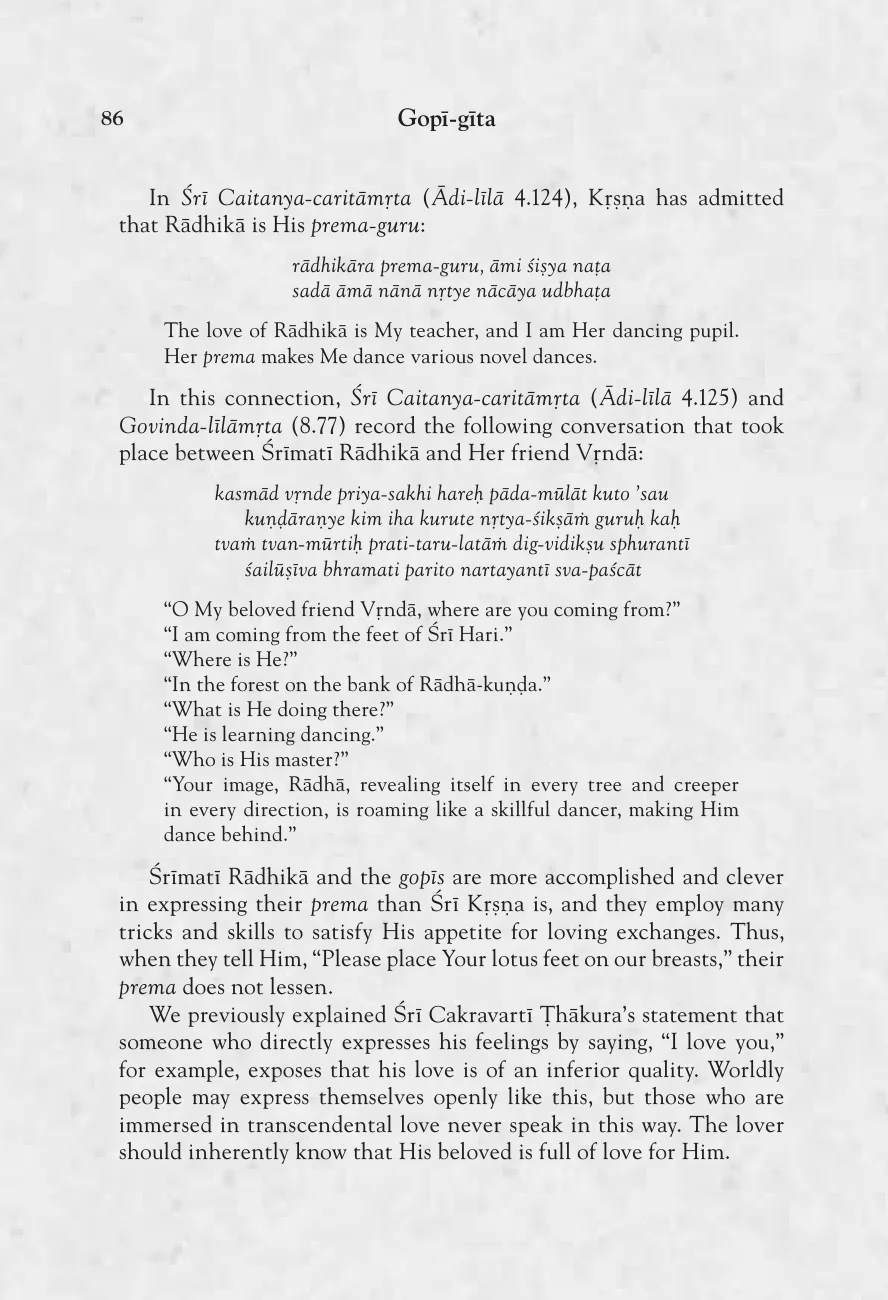 86
Gopī-gīta
In Śrī Caitanya-caritāmṛta (Ādi-līlā 4.124), Kṛṣṇa has admitted
that Rādhikā is His prema-guru:
rādhikāra prema-guru, āmi śiṣya naṭa
sadā āmā nānā nṛtye nācāya udbhaṭa
The love of Rādhikā is My teacher, and I am Her dancing pupil.
Her prema makes Me dance various novel dances.
In this connection, Śrī Caitanya-caritāmṛta (Ādi-līlā 4.125) and
Govinda-līlāmṛta (8.77) record the following conversation that took
place between Śrīmatī Rādhikā and Her friend Vṛndā:
kasmād vṛnde priya-sakhi hareḥ pāda-mūlāt kuto ’sau
kuṇḍāraṇye kim iha kurute nṛtya-śikṣāṁ guruḥ kaḥ
tvaṁ tvan-mūrtiḥ prati-taru-latāṁ dig-vidikṣu sphurantī
śailūṣīva bhramati parito nartayantī sva-paścāt
“O My beloved friend Vṛndā, where are you coming from?”
“I am coming from the feet of Śrī Hari.”
“Where is He?”
“In the forest on the bank of Rādhā-kuṇḍa.”
“What is He doing there?”
“He is learning dancing.”
“Who is His master?”
“Your image, Rādhā, revealing itself in every tree and creeper
in every direction, is roaming like a skillful dancer, making Him
dance behind.”
Śrīmatī Rādhikā and the gopīs are more accomplished and clever
in expressing their prema than Śrī Kṛṣṇa is, and they employ many
tricks and skills to satisfy His appetite for loving exchanges. Thus,
when they tell Him, “Please place Your lotus feet on our breasts,” their
prema does not lessen.
We previously explained Śrī Cakravartī Ṭhākura’s statement that
someone who directly expresses his feelings by saying, “I love you,”
for example, exposes that his love is of an inferior quality. Worldly
people may express themselves openly like this, but those who are
immersed in transcendental love never speak in this way. The lover
should inherently know that His beloved is full of love for Him.